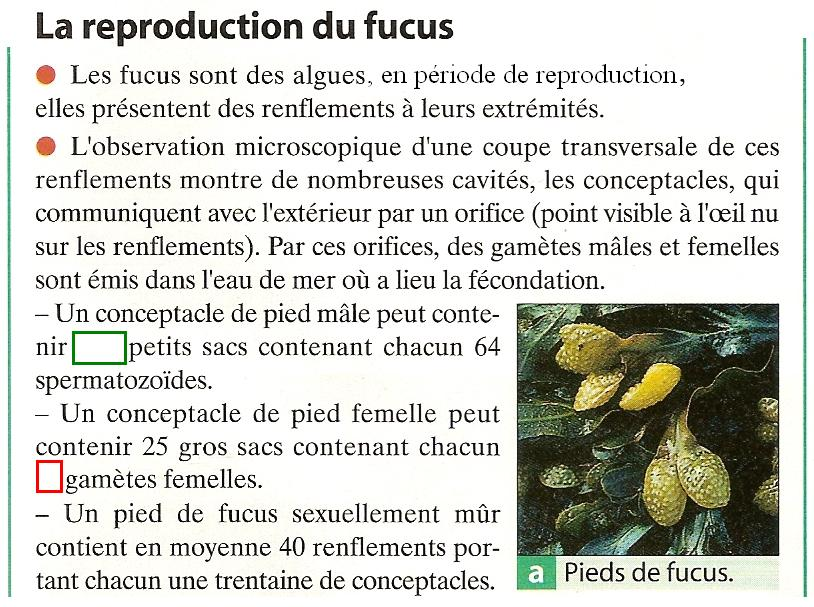 La reproduction du fucus
Les fucus sont des algues, en période de reproduction,
elles présentent des renflements à leurs extrémités.
L'observation microscopique d'une coupe transversale de ces
renflements montre de nombreuses cavités, les conceptacles, qui
communiquent avec l'extérieur par un orifice (point visible à l'œil nu
sur les renflements). Par ces orifices, des gamètes mâles et femelles
sont émis dans l'eau de mer où a lieu la fécondation.
– Un conceptacle de pied mâle peut conte-
nir petits sacs contenant chacun 64
spermatozoïdes.
– Un conceptacle de pied femelle peut
contenir 25 gros sacs contenant chacun
gamètes femelles.
– Un pied de fucus sexuellement mûr
contient en moyenne 40 renflements por-
tant chacun une trentaine de conceptacles.
a Pieds de fucus.